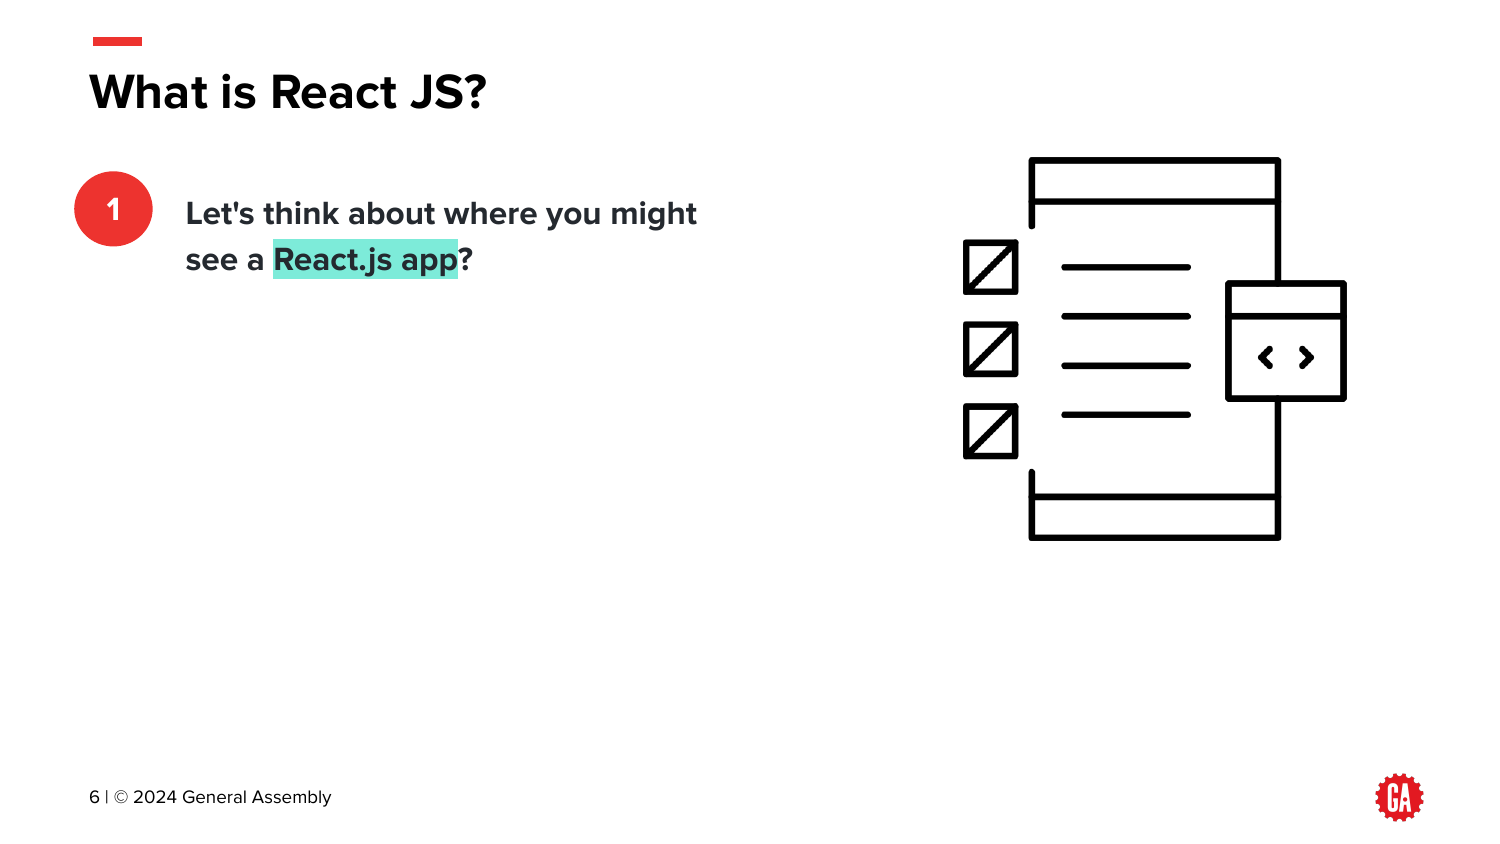 What is React JS?
1
Let's think about where you might
see a React.js app?
< >
6 | © 2024 General Assembly
GA